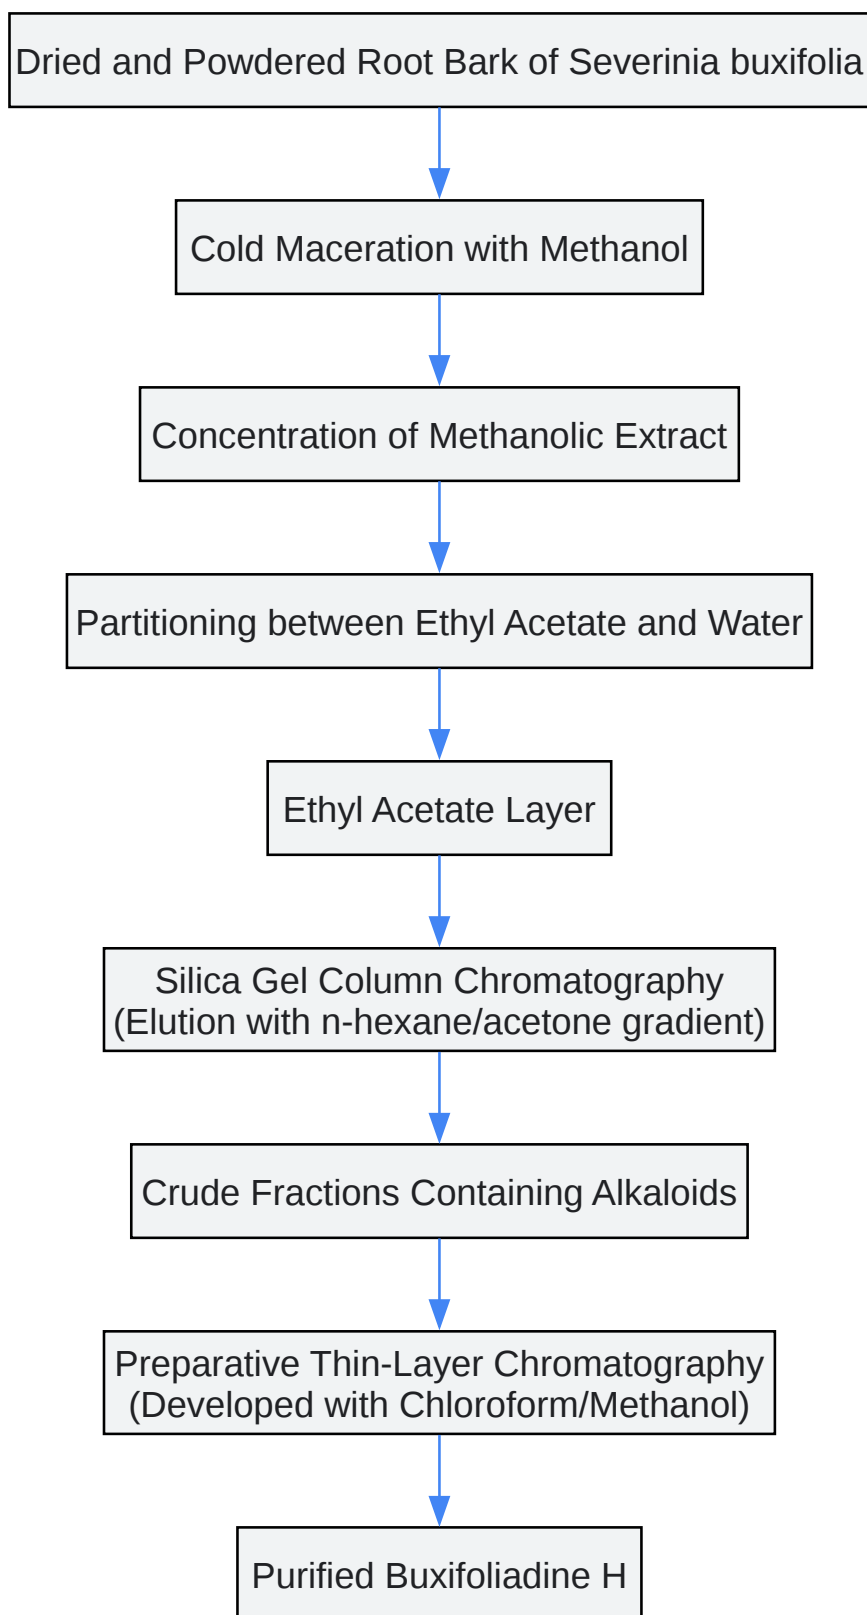 Dried and Powdered Root Bark of Severinia buxifolia
Cold Maceration with Methanol
Concentration of Methanolic Extract
Partitioning between Ethyl Acetate and Water
Ethyl Acetate Layer
Silica Gel Column Chromatography
(Elution with n-hexane/acetone gradient)
Crude Fractions Containing Alkaloids
Preparative Thin-Layer Chromatography
(Developed with Chloroform/Methanol)
Purified Buxifoliadine H